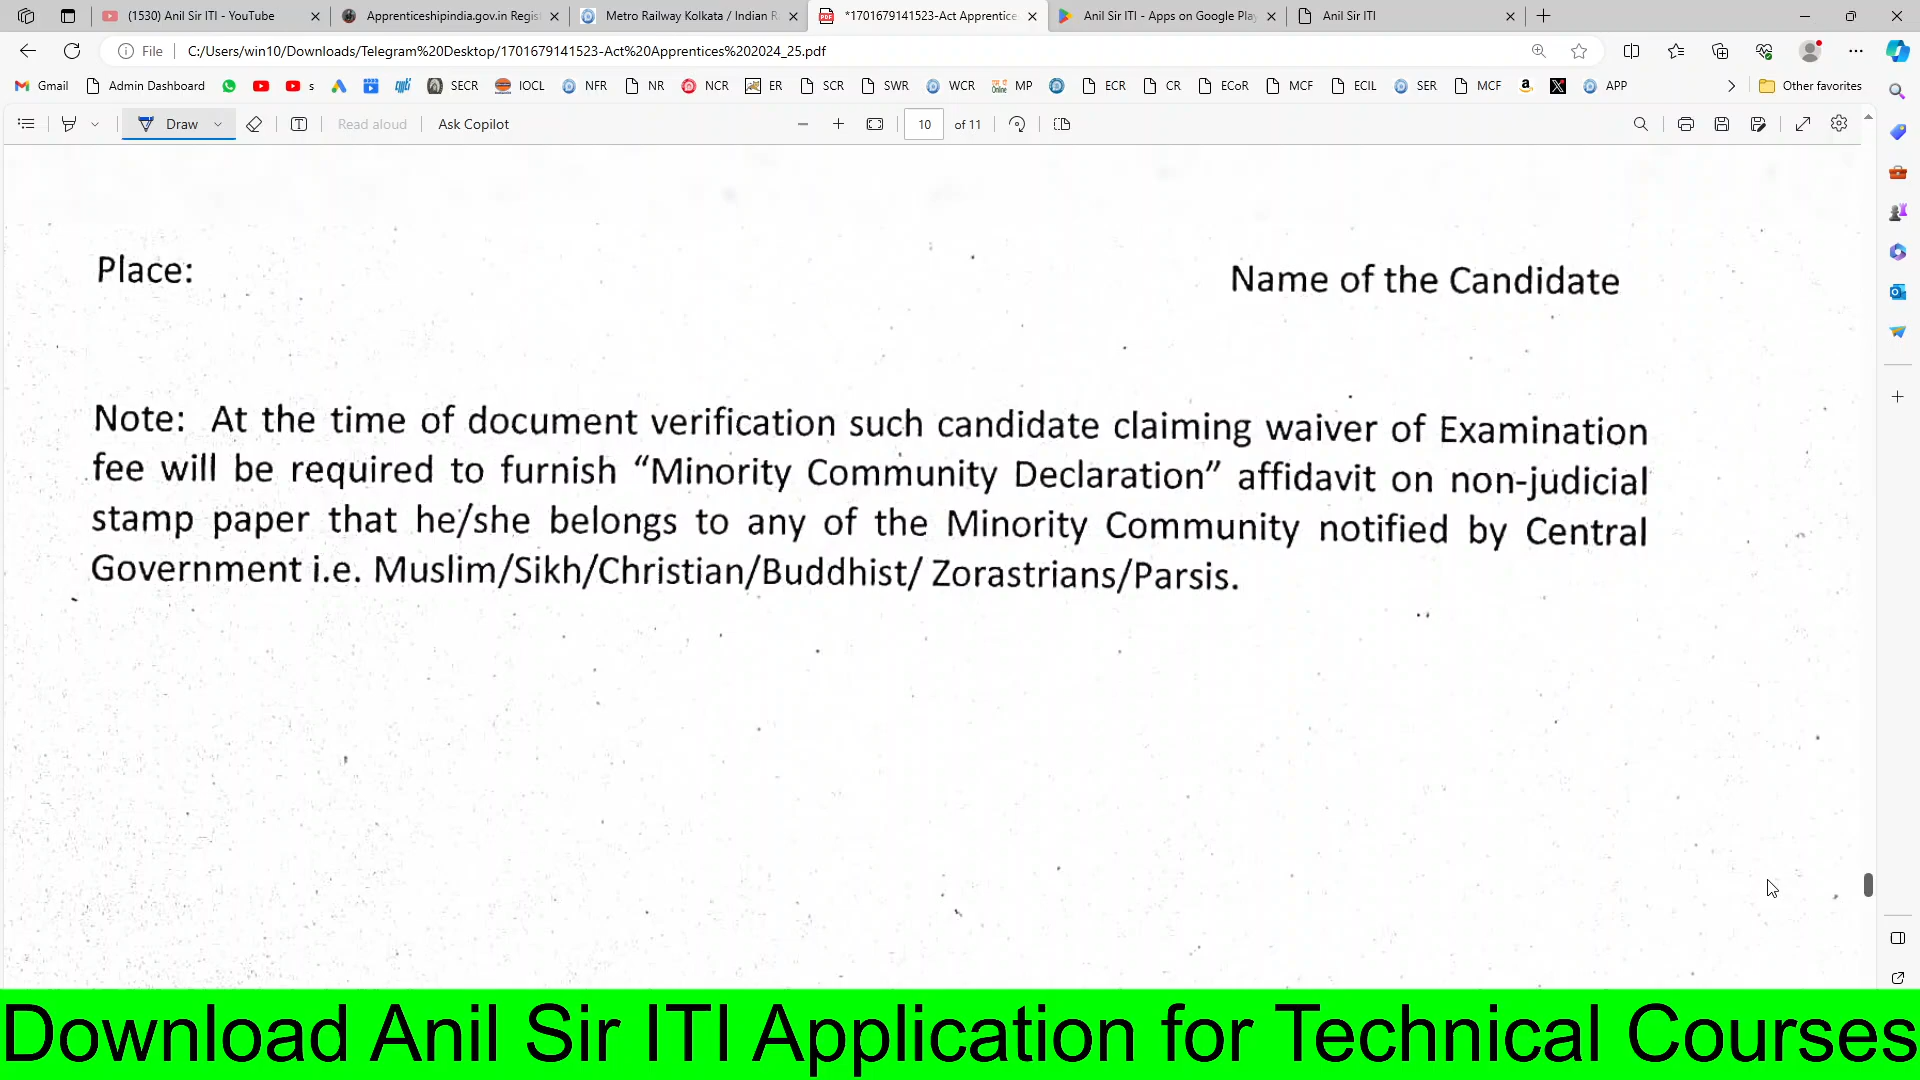 (1530) Anil Sir ITI - YouTube
Apprenticeshipindia.gov.in Regist
Metro Railway Kolkata / Indian R
*1701679141523-Act Apprentice
Anil Sir ITI - Apps on Google Play
Anil Sir ITI
File
C:/Users/win10/Downloads/Telegram%20Desktop/1701679141523-Act%20Apprentices%202024_25.pdf
Gmail
Admin Dashboard
s
SECR
IOCL
NFR
NR
NCR
ER
SCR
SWR
WCR
MP
ECR
CR
ECoR
MCF
ECIL
SER
MCF
APP
Other favorites
Draw
Read aloud
Ask Copilot
10 of 11
Place:
Name of the Candidate
Note: At the time of document verification such candidate claiming waiver of Examination
fee will be required to furnish “Minority Community Declaration” affidavit on non-judicial
stamp paper that he/she belongs to any of the Minority Community notified by Central
Government i.e. Muslim/Sikh/Christian/Buddhist/ Zorastrians/Parsis.
Download Anil Sir ITI Application for Technical Courses